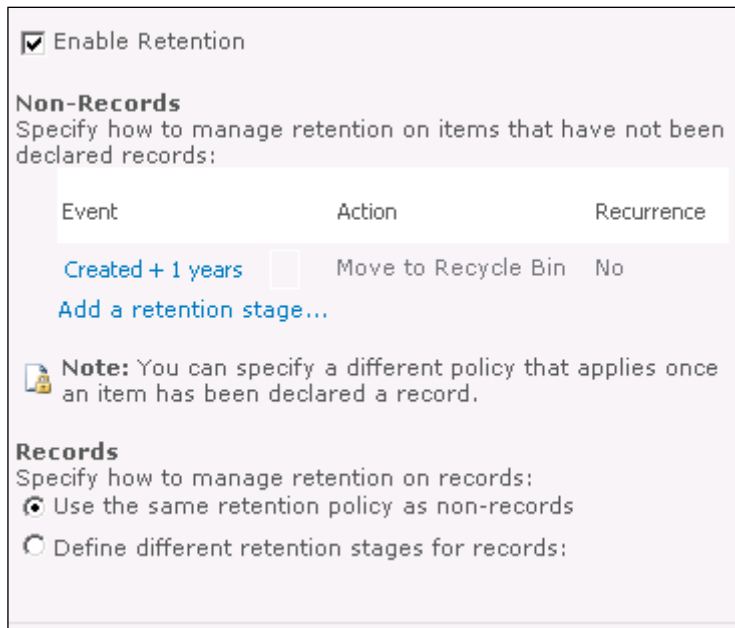 Enable Retention
Non-Records
Specify how to manage retention on items that have not been
declared records:
Event Action Recurrence
Created + 1 years Move to Recycle Bin No
Add a retention stage...
Note: You can specify a different policy that applies once
an item has been declared a record.
Records
Specify how to manage retention on records:
Use the same retention policy as non-records
Define different retention stages for records: